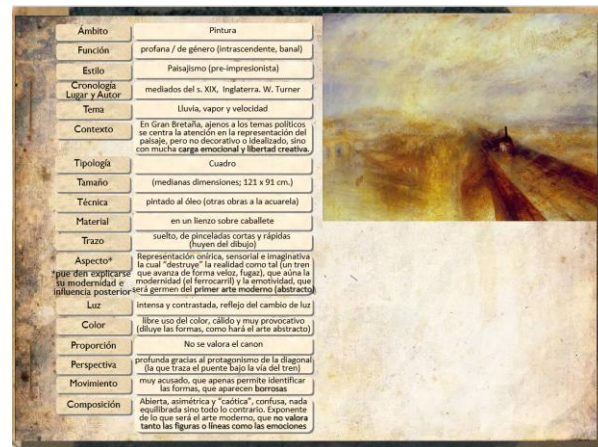 Ámbito
Pintura
Función
profana / de género (intrascendente, banal)
Estilo
Paisajismo (pre-impresionista)
Cronología
Lugar y Autor
mediados del s. XIX, Inglaterra. W. Turner
Tema
Lluvia, vapor y velocidad
Contexto
En Gran Bretaña, ajenos a los temas políticos
se centra la atención en la representación del
paisaje, pero no decorativo o idealizado, sino
con mucha carga emocional y libertad creativa.
Tipología
Cuadro
Tamaño
(medianas dimensiones; 121 x 91 cm.)
Técnica
pintado al óleo (otras obras a la acuarela)
Material
en un lienzo sobre caballete
Trazo
suelto, de pinceladas cortas y rápidas
(huyen del dibujo)
Aspecto*
*pue den explicarse
su modernidad e
influencia posterior
Representación onírica, sensorial e imaginativa
la cual "destruye" la realidad como tal (un tren
que avanza de forma veloz, fugaz), que aúna la
modernidad (el ferrocarril) y la emotividad, que
será germen del primer arte moderno (abstracto)
Luz
intensa y contrastada, reflejo del cambio de luz
Color
libre uso del color, cálido y muy provocativo
(diluye las formas, como hará el arte abstracto)
Proporción
No se valora el canon
Perspectiva
profunda gracias al protagonismo de la diagonal
(la que traza el puente bajo la vía del tren)
Movimiento
muy acusado, que apenas permite identificar
las formas, que aparecen borrosas
Composición
Abierta, asimétrica y "caótica", confusa, nada
equilibrada sino todo lo contrario. Exponente
de lo que será el arte moderno, que no valora
tanto las figuras o líneas como las emociones